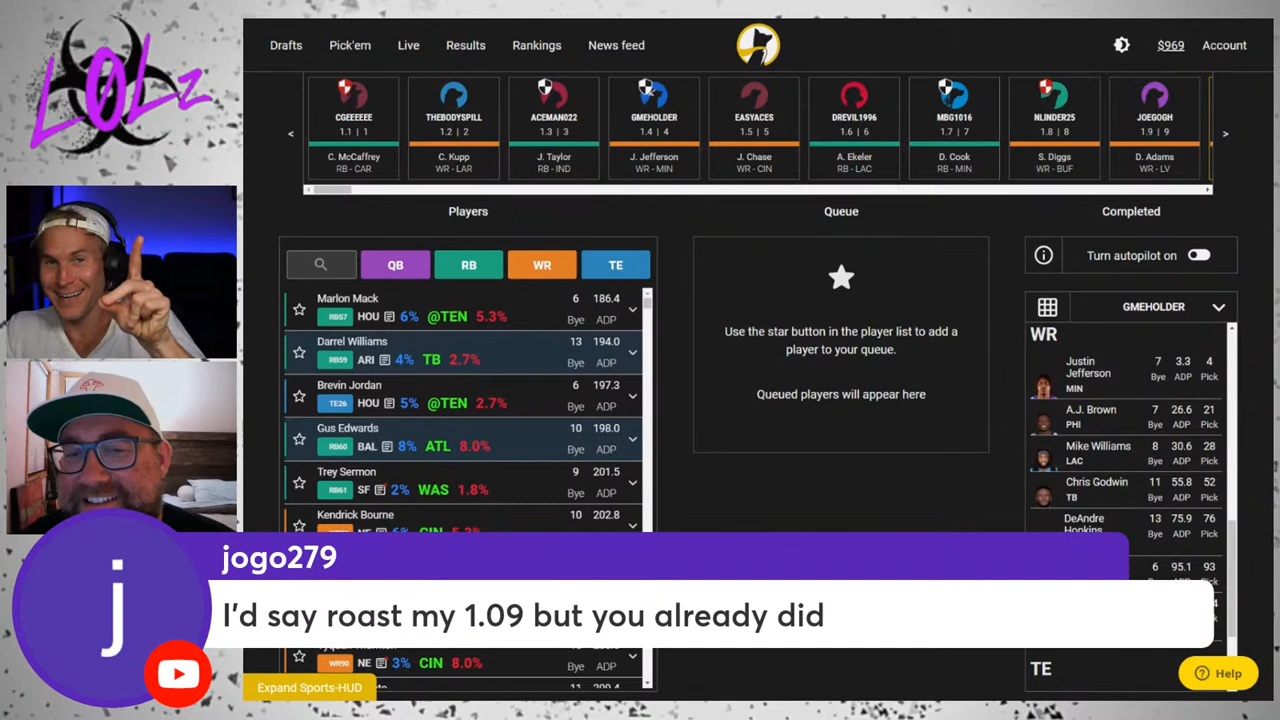 LOLz
Drafts Pick'em Live Results Rankings News feed $969 Account
< CGEEEEE THEBODYSPILL ACEMAN022 GMEHOLDER EASYACES DREVIL1996 MBG1016 NLINDER25 JOEGOGH >
1.1 | 1 1.2 | 2 1.3 | 3 1.4 | 4 1.5 | 5 1.6 | 6 1.7 | 7 1.8 | 8 1.9 | 9
C. McCaffrey C. Kupp J. Taylor J. Jefferson J. Chase A. Ekeler D. Cook S. Diggs D. Adams
RB - CAR WR - LAR RB - IND WR - MIN WR - CIN RB - LAC RB - MIN WR - BUF WR - LV
Players Queue Completed
QB RB WR TE
Marlon Mack 6 186.4
RB57 HOU 6% @TEN 5.3% Bye ADP
Darrel Williams 13 194.0
RB59 ARI 4% TB 2.7% Bye ADP
Brevin Jordan 6 197.3
TE26 HOU 5% @TEN 2.7% Bye ADP
Gus Edwards 10 198.0
RB60 BAL 8% ATL 8.0% Bye ADP
Trey Sermon 9 201.5
RB61 SF 2% WAS 1.8% Bye ADP
Kendrick Bourne 10 202.8
WR90 NE 3% CIN 8.0% Bye ADP
Expand Sports-HUD
Use the star button in the player list to add a
player to your queue.
Queued players will appear here
Turn autopilot on
GMEHOLDER
WR
Justin 7 3.3 4
Jefferson Bye ADP Pick
MIN
A.J. Brown 7 26.6 21
PHI Bye ADP Pick
Mike Williams 8 30.6 28
LAC Bye ADP Pick
Chris Godwin 11 55.8 52
TB Bye ADP Pick
DeAndre 13 75.9 76
Hopkins Bye ADP Pick
6 95.1 93
TE
Help
j
jogo279
I'd say roast my 1.09 but you already did